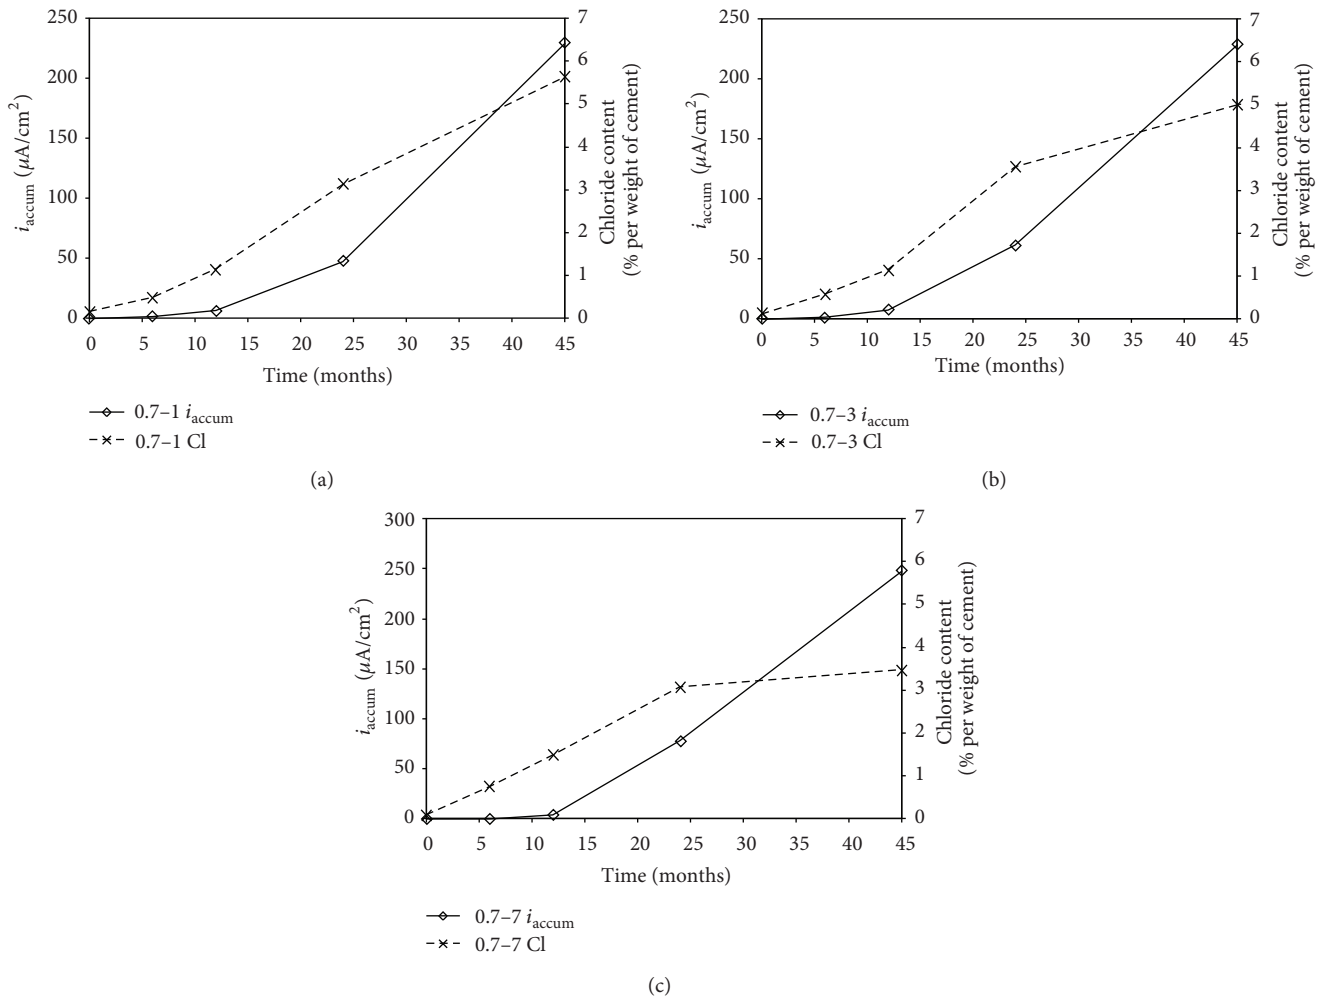 250
200
150
100
50
0
i_accum (μA/cm²)
7
6
5
4
3
2
1
0
Chloride content
(% per weight of cement)
0 5 10 15 20 25 30 35 40 45
Time (months)
0.7–1 i_accum
0.7–1 Cl
(a)
250
200
150
100
50
0
i_accum (μA/cm²)
7
6
5
4
3
2
1
0
Chloride content
(% per weight of cement)
0 5 10 15 20 25 30 35 40 45
Time (months)
0.7–3 i_accum
0.7–3 Cl
(b)
300
250
200
150
100
50
0
i_accum (μA/cm²)
7
6
5
4
3
2
1
0
Chloride content
(% per weight of cement)
0 5 10 15 20 25 30 35 40 45
Time (months)
0.7–7 i_accum
0.7–7 Cl
(c)